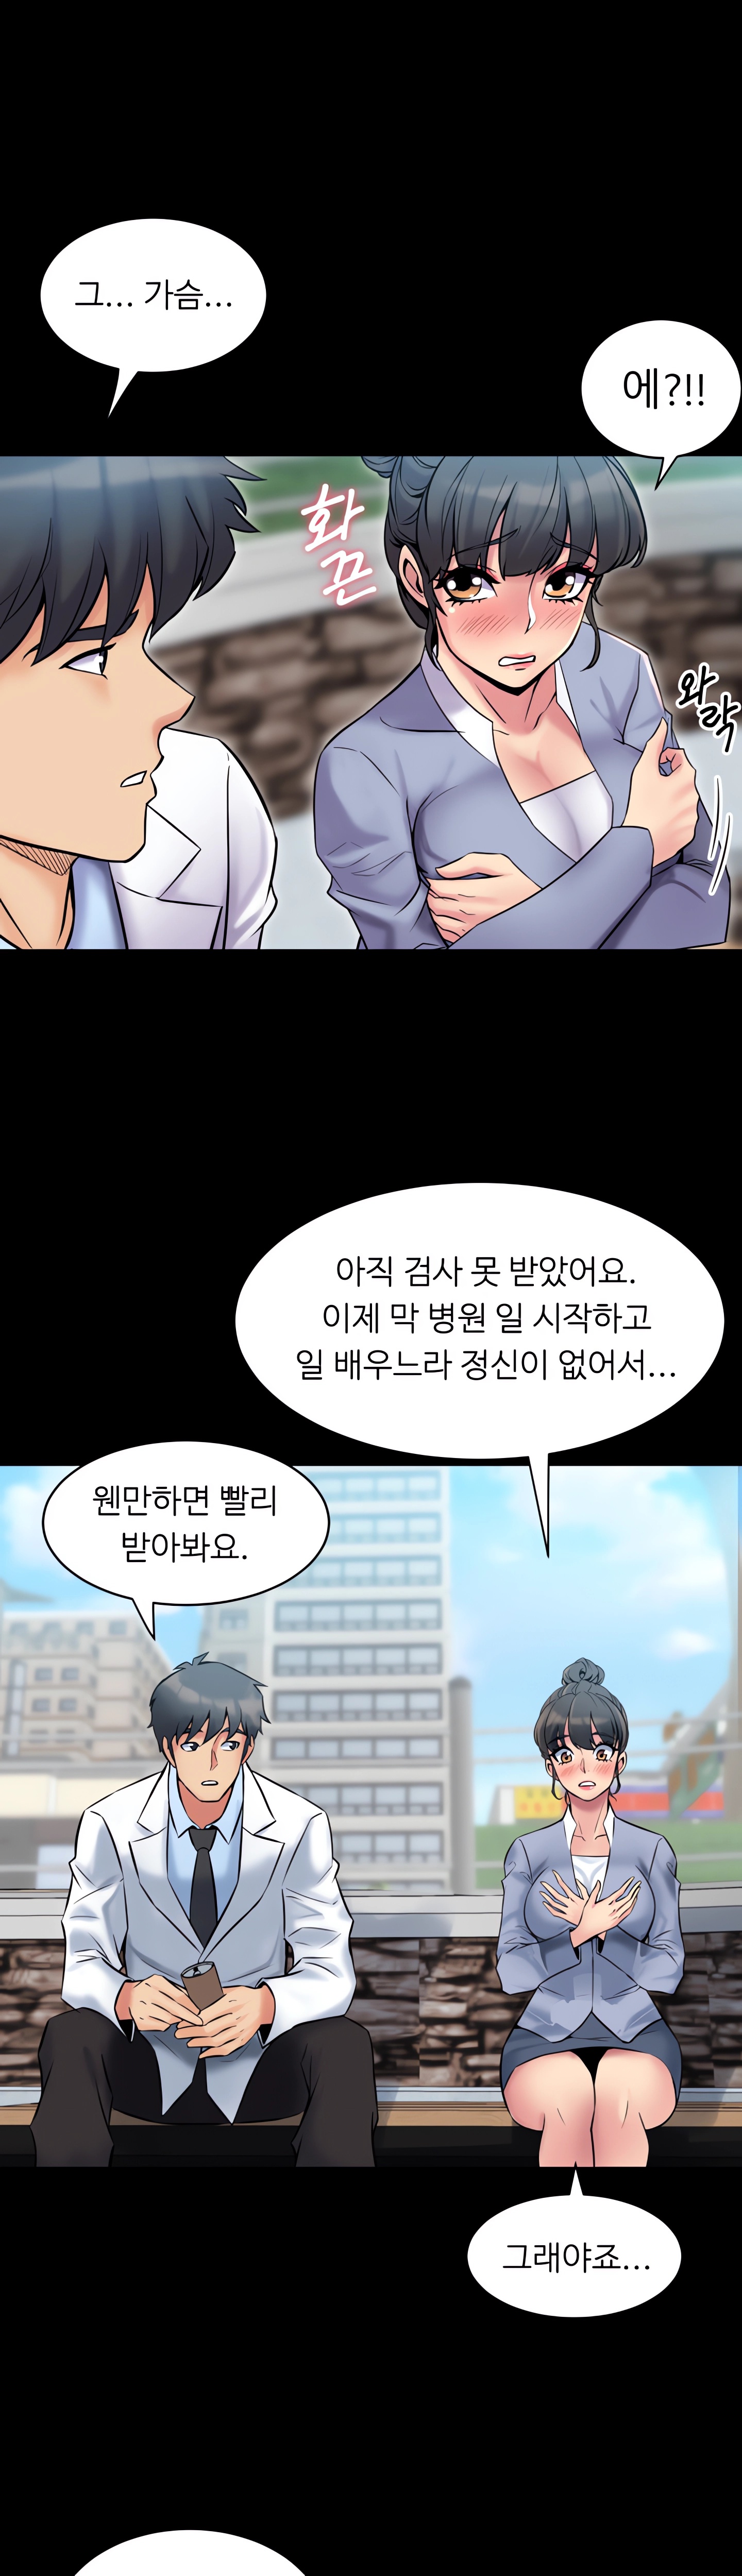 그... 가슴...
에?!!
화
끈
와
락
아직 검사 못 받았어요.
이제 막 병원 일 시작하고
일 배우느라 정신이 없어서...
웬만하면 빨리
받아봐요.
그래야죠...